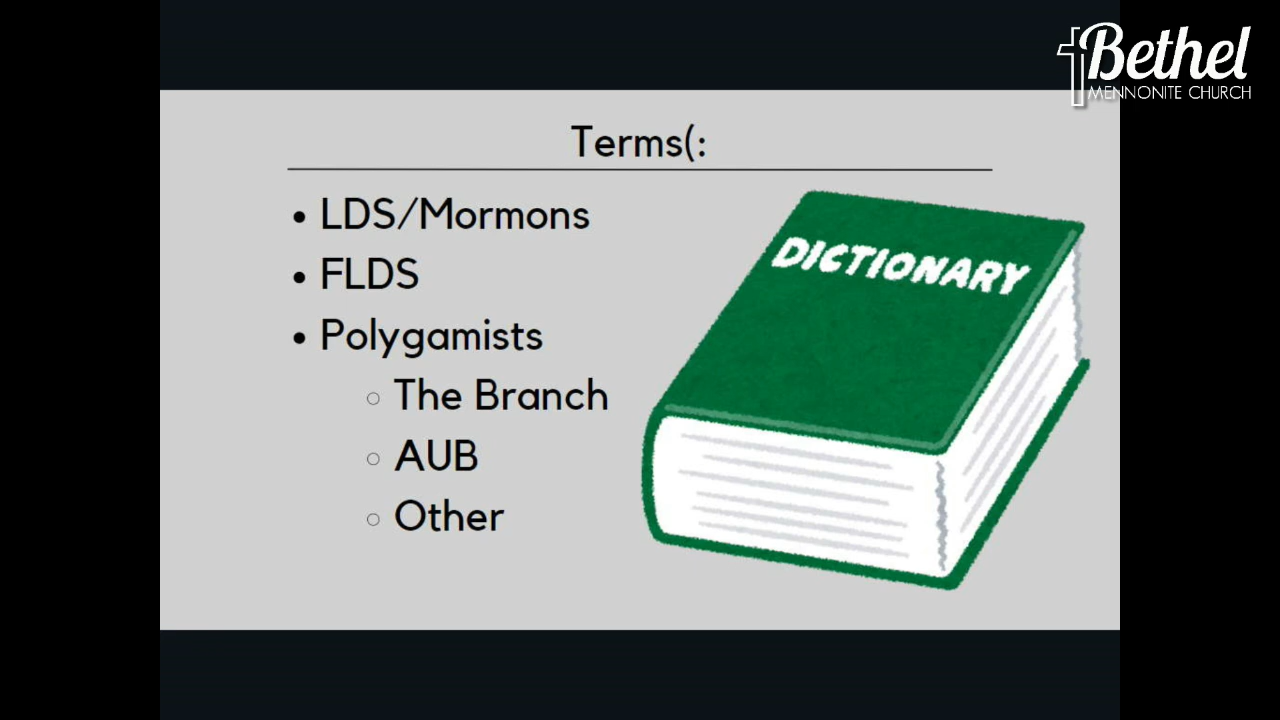 Bethel
MENNONITE CHURCH
Terms(:
• LDS/Mormons
• FLDS
• Polygamists
○ The Branch
○ AUB
○ Other
DICTIONARY